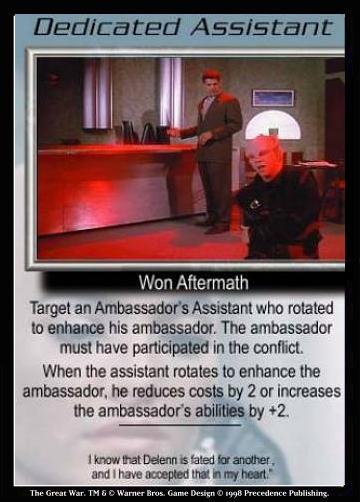 Dedicated Assistant
Won Aftermath
Target an Ambassador's Assistant who rotated
to enhance his ambassador. The ambassador
must have participated in the conflict.
When the assistant rotates to enhance the
ambassador, he reduces costs by 2 or increases
the ambassador's abilities by +2.
I know that Delenn is fated for another,
and I have accepted that in my heart."
The Great War. TM & © Warner Bros. Game Design © 1998 Precedence Publishing.